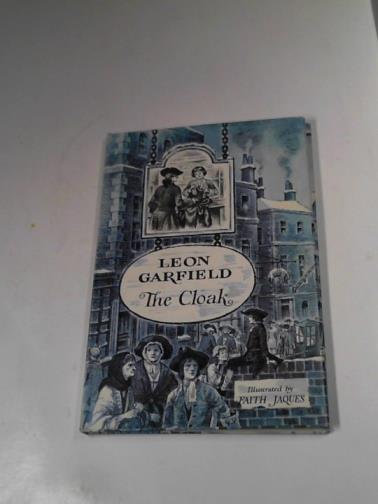 LEON
GARFIELD
The Cloak
Illustrated by
FAITH JAQUES